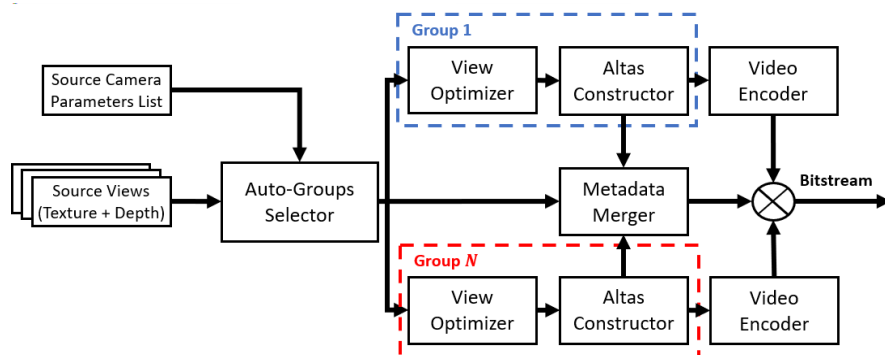 Group 1
View
Optimizer
Altas
Constructor
Video
Encoder
Source Camera
Parameters List
Source Views
(Texture + Depth)
Auto-Groups
Selector
Metadata
Merger
Bitstream
Group N
View
Optimizer
Altas
Constructor
Video
Encoder